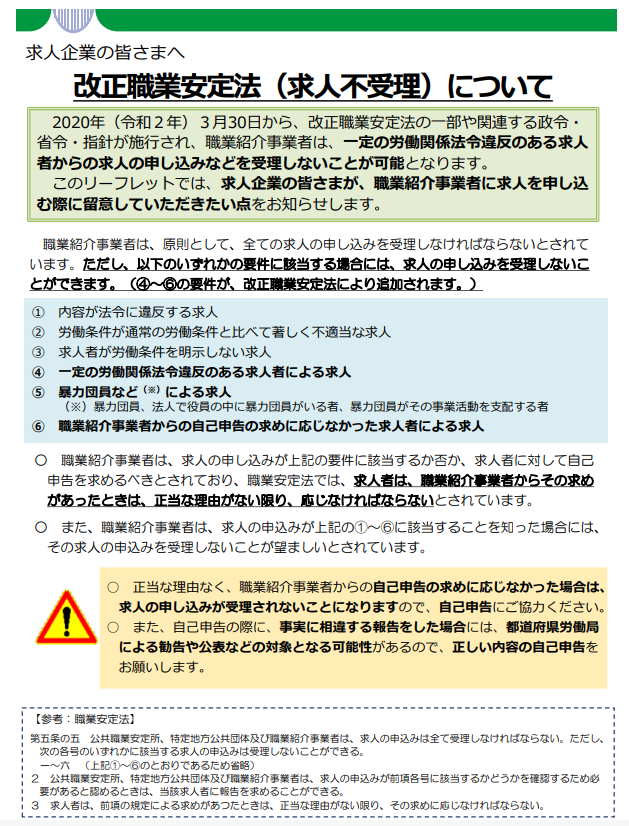 求人企業の皆さまへ
改正職業安定法（求人不受理）について
2020年（令和２年）３月30日から、改正職業安定法の一部や関連する政令・
省令・指針が施行され、職業紹介事業者は、一定の労働関係法令違反のある求人
者からの求人の申し込みなどを受理しないことが可能となります。
このリーフレットでは、求人企業の皆さまが、職業紹介事業者に求人を申し込
む際に留意していただきたい点をお知らせします。
職業紹介事業者は、原則として、全ての求人の申し込みを受理しなければならないとされて
います。ただし、以下のいずれかの要件に該当する場合には、求人の申し込みを受理しないこ
とができます。（④～⑥の要件が、改正職業安定法により追加されます。）
① 内容が法令に違反する求人
② 労働条件が通常の労働条件と比べて著しく不適当な求人
③ 求人者が労働条件を明示しない求人
④ 一定の労働関係法令違反のある求人者による求人
⑤ 暴力団員など（※）による求人
（※）暴力団員、法人で役員の中に暴力団員がいる者、暴力団員がその事業活動を支配する者
⑥ 職業紹介事業者からの自己申告の求めに応じなかった求人者による求人
○ 職業紹介事業者は、求人の申し込みが上記の要件に該当するか否か、求人者に対して自己
申告を求めるべきとされており、職業安定法では、求人者は、職業紹介事業者からその求め
があったときは、正当な理由がない限り、応じなければならないとされています。
○ また、職業紹介事業者は、求人の申込みが上記の①～⑥に該当することを知った場合には、
その求人の申込みを受理しないことが望ましいとされています。
○ 正当な理由なく、職業紹介事業者からの自己申告の求めに応じなかった場合は、
求人の申し込みが受理されないことになりますので、自己申告にご協力ください。
○ また、自己申告の際に、事実に相違する報告をした場合には、都道府県労働局
による勧告や公表などの対象となる可能性があるので、正しい内容の自己申告を
お願いします。
【参考：職業安定法】
第五条の五 公共職業安定所、特定地方公共団体及び職業紹介事業者は、求人の申込みは全て受理しなければならない。ただし、
次の各号のいずれかに該当する求人の申込みは受理しないことができる。
一～六 （上記①～⑥のとおりであるため省略）
２ 公共職業安定所、特定地方公共団体及び職業紹介事業者は、求人の申込みが前項各号に該当するかどうかを確認するため必
要があると認めるときは、当該求人者に報告を求めることができる。
３ 求人者は、前項の規定による求めがあつたときは、正当な理由がない限り、その求めに応じなければならない。